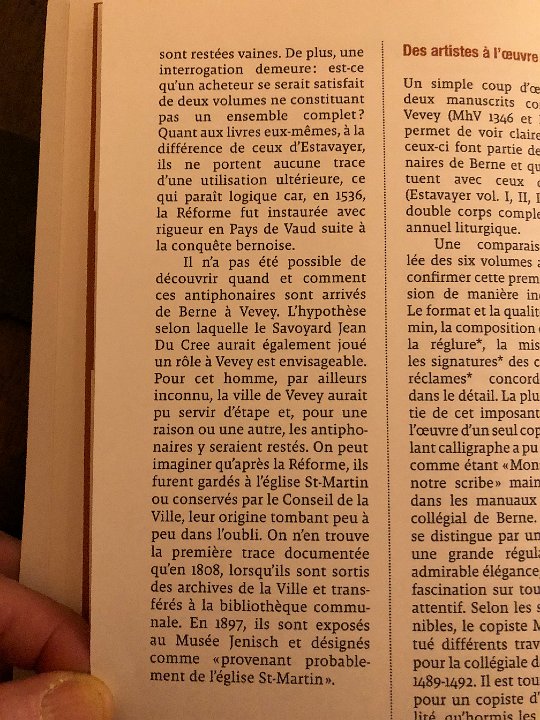 sont restées vaines. De plus, une
interrogation demeure : est-ce
qu'un acheteur se serait satisfait
de deux volumes ne constituant
pas un ensemble complet ?
Quant aux livres eux-mêmes, à la
différence de ceux d'Estavayer,
ils ne portent aucune trace
d'une utilisation ultérieure, ce
qui paraît logique car, en 1536,
la Réforme fut instaurée avec
rigueur en Pays de Vaud suite à
la conquête bernoise.
Il n'a pas été possible de
découvrir quand et comment
ces antiphonaires sont arrivés
de Berne à Vevey. L'hypothèse
selon laquelle le Savoyard Jean
Du Cree aurait également joué
un rôle à Vevey est envisageable.
Pour cet homme, par ailleurs
inconnu, la ville de Vevey aurait
pu servir d'étape et, pour une
raison ou une autre, les antipho-
naires y seraient restés. On peut
imaginer qu'après la Réforme, ils
furent gardés à l'église St-Martin
ou conservés par le Conseil de la
Ville, leur origine tombant peu à
peu dans l'oubli. On n'en trouve
la première trace documentée
qu'en 1808, lorsqu'ils sont sortis
des archives de la Ville et trans-
férés à la bibliothèque commu-
nale. En 1897, ils sont exposés
au Musée Jenisch et désignés
comme « provenant probable-
ment de l'église St-Martin ».
Des artistes à l'œuvre
Un simple coup d'œ
deux manuscrits co
Vevey (MhV 1346 et
permet de voir claire
ceux-ci font partie de
naires de Berne et qu
tuent avec ceux d
(Estavayer vol. I, II, I
double corps comple
annuel liturgique.
Une comparais
lée des six volumes a
confirmer cette prem
sion de manière in
Le format et la qualit
min, la composition
la réglure*, la mis
les signatures* des c
réclames* concord
dans le détail. La plu
tie de cet imposant
l'œuvre d'un seul cop
lant calligraphe a pu
comme étant « Mon
notre scribe » main
dans les manuaux
collégial de Berne.
se distingue par un
une grande régula
admirable élégance,
fascination sur tou
attentif. Selon les s
nibles, le copiste M
tué différents trav
pour la collégiale d
1489-1492. Il est tou
pour un copiste d'
lité, qu'hormis les